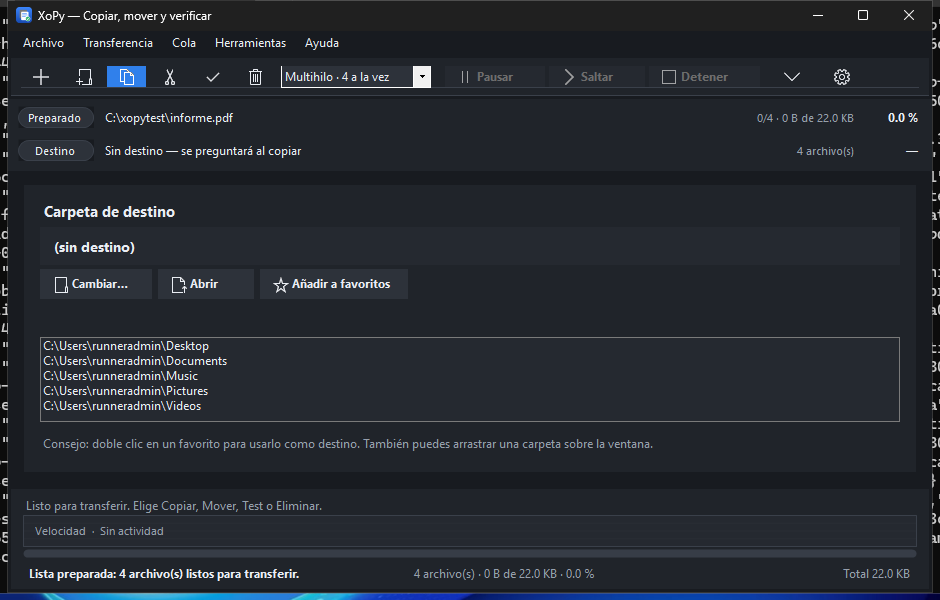 XoPy — Copiar, mover y verificar
Archivo Transferencia Cola Herramientas Ayuda
Multihilo · 4 a la vez Pausar Saltar Detener
Preparado C:\xopytest\informe.pdf 0/4 · 0 B de 22.0 KB 0.0 %
Destino Sin destino — se preguntará al copiar 4 archivo(s) —
Carpeta de destino
(sin destino)
Cambiar... Abrir Añadir a favoritos
C:\Users\runneradmin\Desktop
C:\Users\runneradmin\Documents
C:\Users\runneradmin\Music
C:\Users\runneradmin\Pictures
C:\Users\runneradmin\Videos
Consejo: doble clic en un favorito para usarlo como destino. También puedes arrastrar una carpeta sobre la ventana.
Listo para transferir. Elige Copiar, Mover, Test o Eliminar.
Velocidad · Sin actividad
Lista preparada: 4 archivo(s) listos para transferir. 4 archivo(s) · 0 B de 22.0 KB · 0.0 % Total 22.0 KB